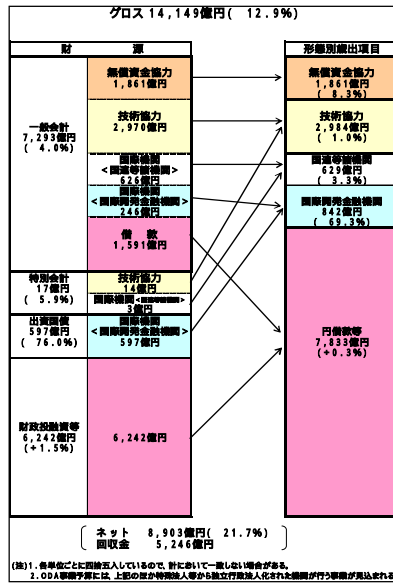 グロス 14,149億円( 12.9%)
財 源
形態別歳出項目
一般会計
7,293億円
( 4.0%)
無償資金協力
1,861億円
技術協力
2,970億円
国際機関
<国連等諸機関>
626億円
国際機関
<国際開発金融機関>
246億円
借 款
1,591億円
特別会計
17億円
( 5.9%)
技術協力
14億円
国際機関<国連等諸機関>
3億円
出資国債
597億円
( 76.0%)
国際機関
<国際開発金融機関>
597億円
財政投融資等
6,242億円
(+1.5%)
6,242億円
無償資金協力
1,861億円
( 8.3%)
技術協力
2,984億円
( 1.0%)
国連等諸機関
629億円
( 3.3%)
国際開発金融機関
842億円
( 69.3%)
円借款等
7,833億円
(+0.3%)
ネット 8,903億円( 21.7%)
回収金 5,246億円
(注)1.各単位ごとに四捨五入しているので、計において一致しない場合がある。
2.ODA事業予算には、上記のほか特殊法人等から独立行政法人化された機関が行う事業が見込まれる